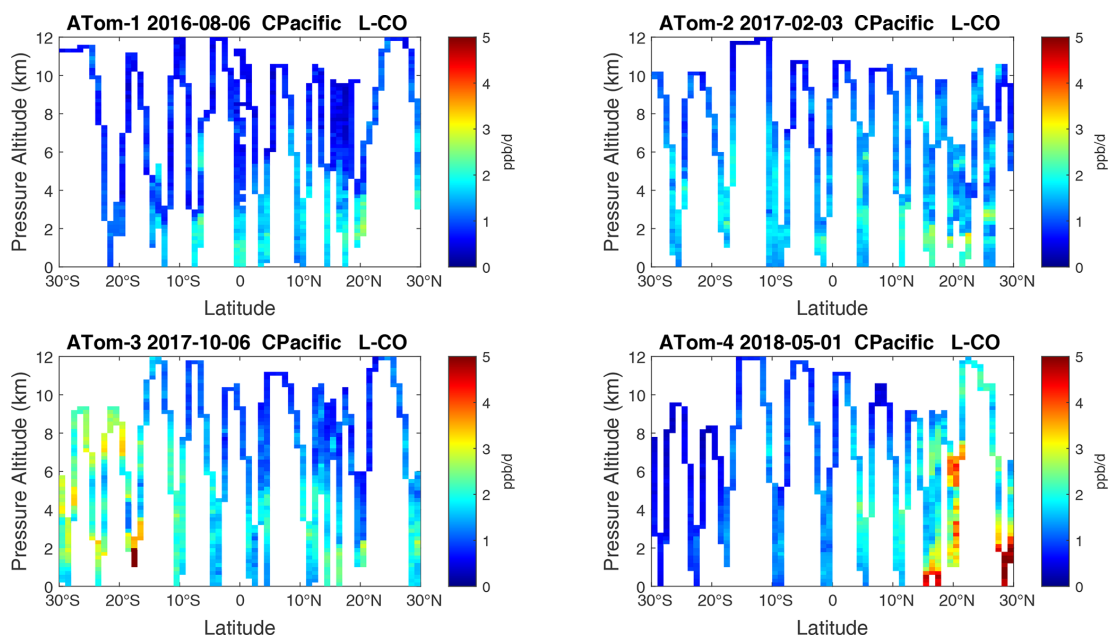 ATom-1 2016-08-06 CPacific L-CO
12
10
8
6
4
2
0
Pressure Altitude (km)
30°S 20°S 10°S 0 10°N 20°N 30°N
Latitude
5
4
3
2
1
0
ppb/d
ATom-2 2017-02-03 CPacific L-CO
12
10
8
6
4
2
0
Pressure Altitude (km)
30°S 20°S 10°S 0 10°N 20°N 30°N
Latitude
5
4
3
2
1
0
ppb/d
ATom-3 2017-10-06 CPacific L-CO
12
10
8
6
4
2
0
Pressure Altitude (km)
30°S 20°S 10°S 0 10°N 20°N 30°N
Latitude
5
4
3
2
1
0
ppb/d
ATom-4 2018-05-01 CPacific L-CO
12
10
8
6
4
2
0
Pressure Altitude (km)
30°S 20°S 10°S 0 10°N 20°N 30°N
Latitude
5
4
3
2
1
0
ppb/d